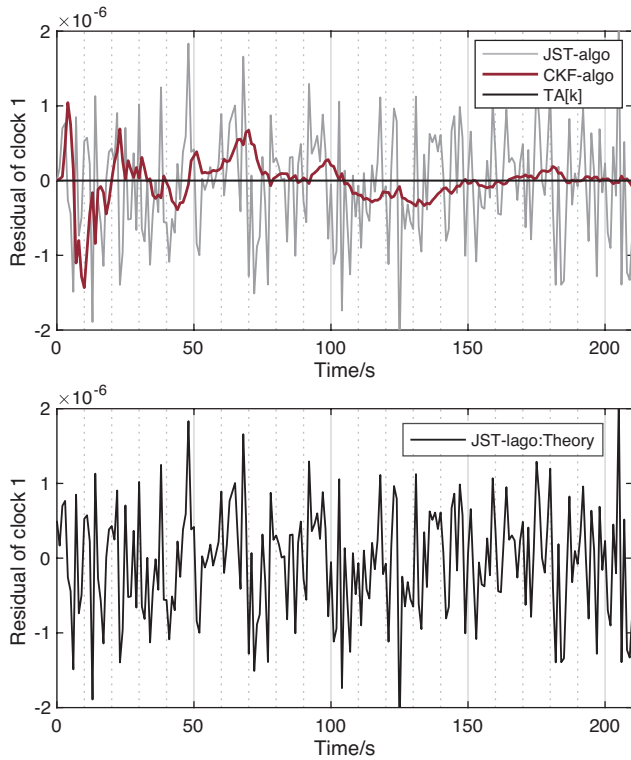 ×10⁻⁶
2
1
0
-1
-2
Residual of clock 1
JST-algo
CKF-algo
TA[k]
0 50 100 150 200
Time/s
×10⁻⁶
2
1
0
-1
-2
Residual of clock 1
JST-lago:Theory
0 50 100 150 200
Time/s